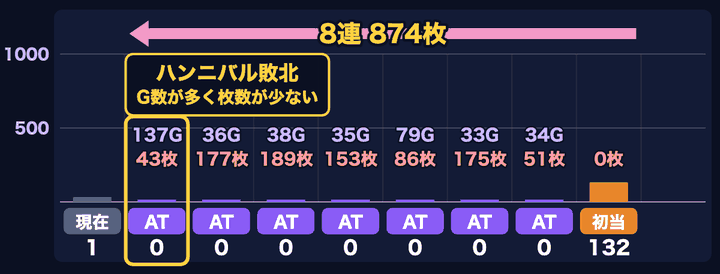 8連 874枚
1000
ハンニバル敗北
G数が多く枚数が少ない
500
137G 36G 38G 35G 79G 33G 34G
43枚 177枚 189枚 153枚 86枚 175枚 51枚 0枚
現在 AT AT AT AT AT AT AT 初当
1 0 0 0 0 0 0 0 132